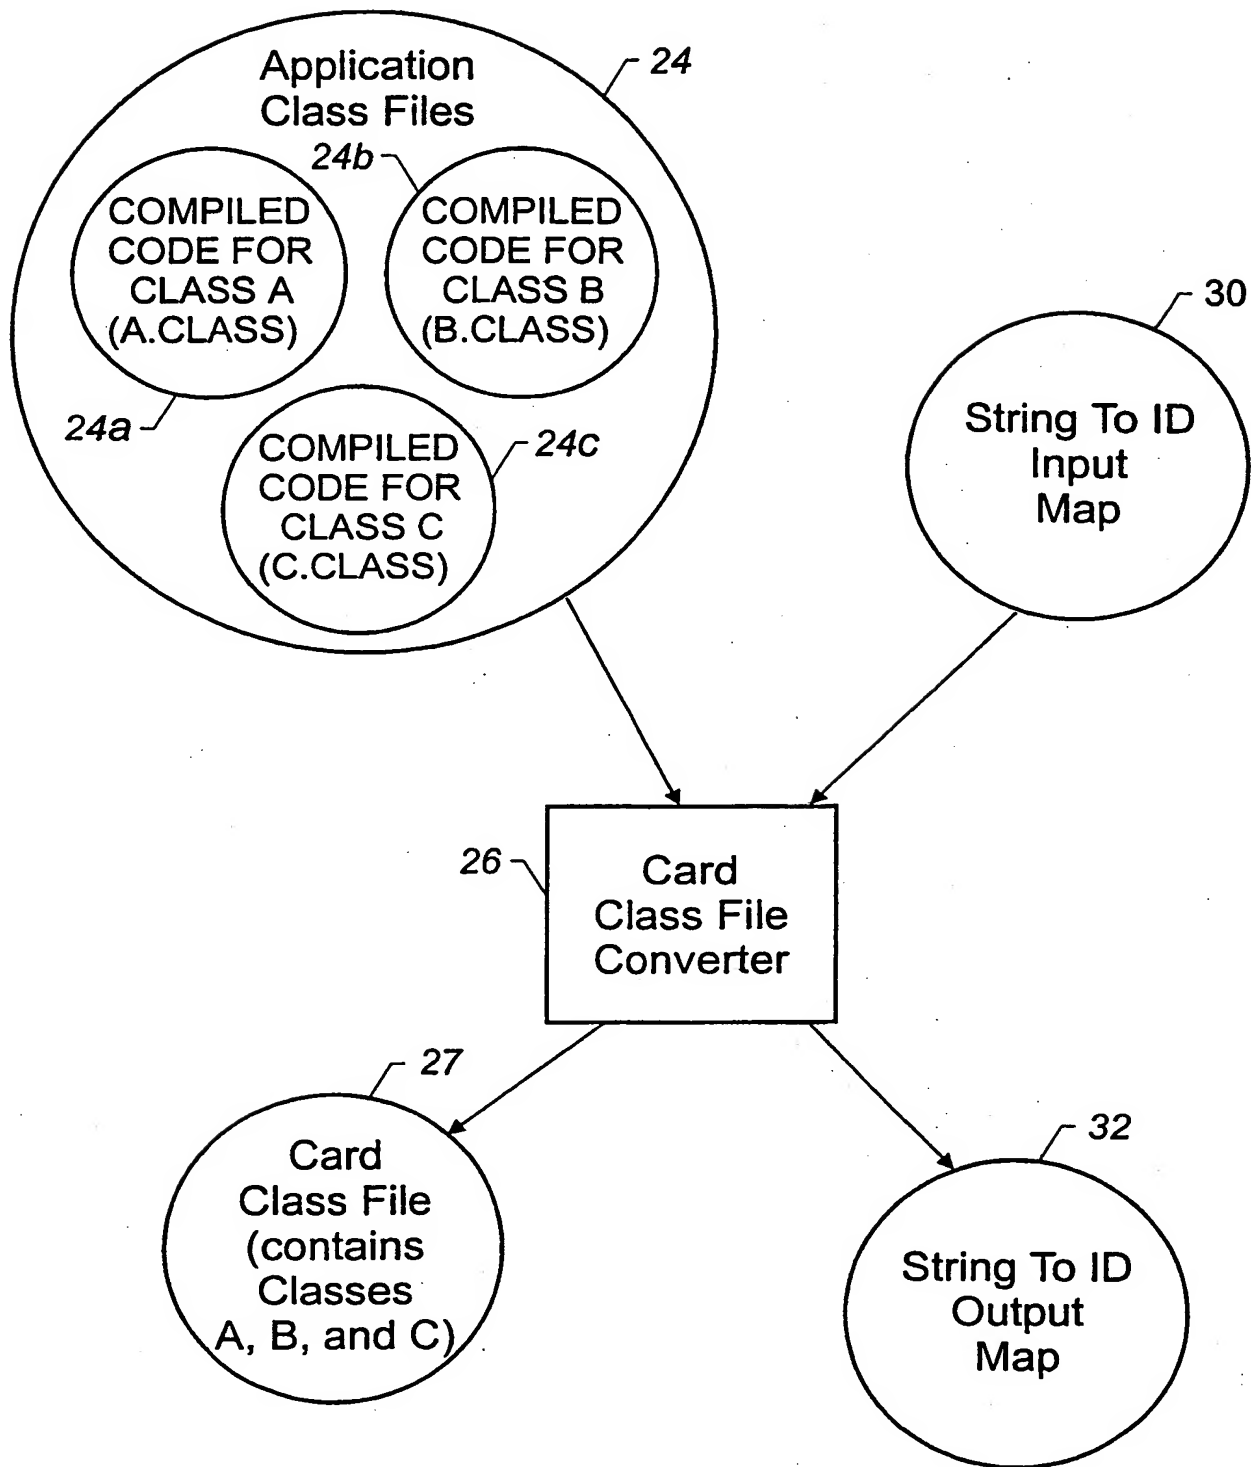 24
Application
Class Files
24b
COMPILED
CODE FOR
CLASS A
(A.CLASS)
COMPILED
CODE FOR
CLASS B
(B.CLASS)
24a
COMPILED
CODE FOR
CLASS C
(C.CLASS)
24c
30
String To ID
Input
Map
26
Card
Class File
Converter
27
Card
Class File
(contains
Classes
A, B, and C)
32
String To ID
Output
Map